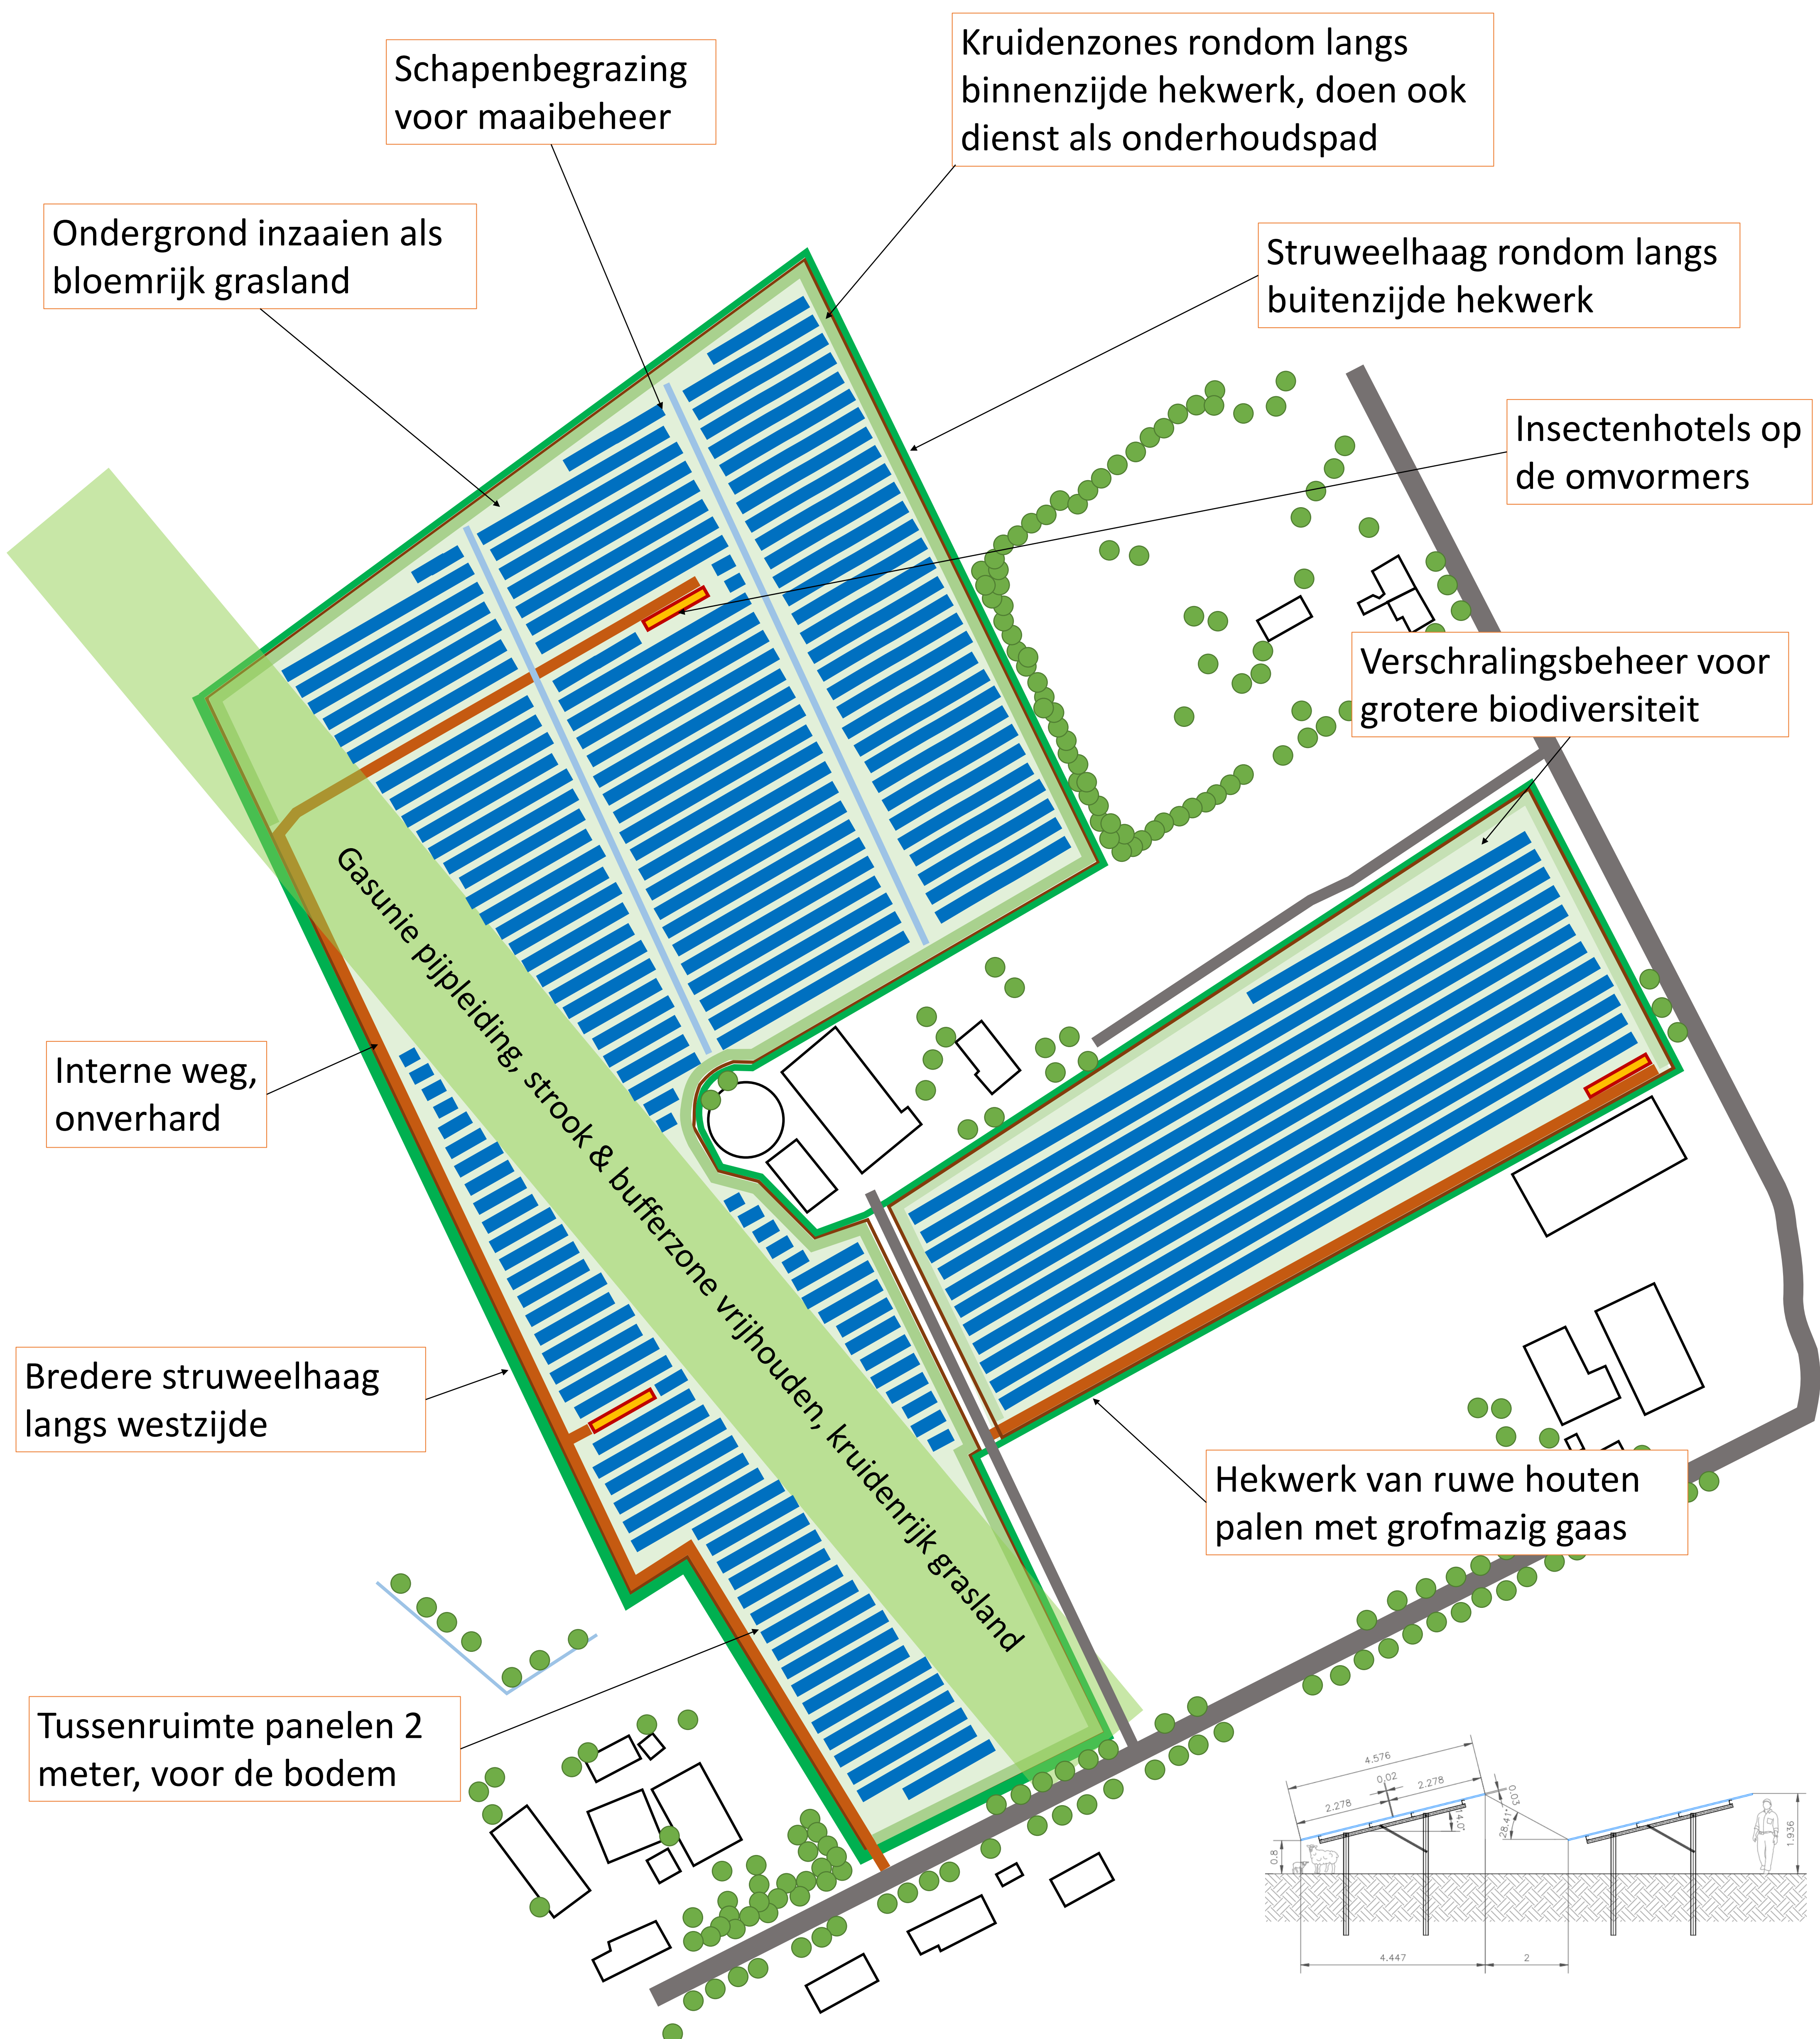 Schapenbegrazing
voor maaibeheer
Kruidenzones rondom langs
binnenzijde hekwerk, doen ook
dienst als onderhoudspad
Ondergrond inzaaien als
bloemrijk grasland
Struweelhaag rondom langs
buitenzijde hekwerk
Insectenhotels op
de omvormers
Verschralingsbeheer voor
grotere biodiversiteit
Gasunie pijpleiding, strook & bufferzone vrijhouden, kruidenrijk grasland
Interne weg,
onverhard
Bredere struweelhaag
langs westzijde
Hekwerk van ruwe houten
palen met grofmazig gaas
Tussenruimte panelen 2
meter, voor de bodem
4.576
0.02
2.278
2.278
0.03
14.0°
28.41°
0.8
1.936
4.447
2